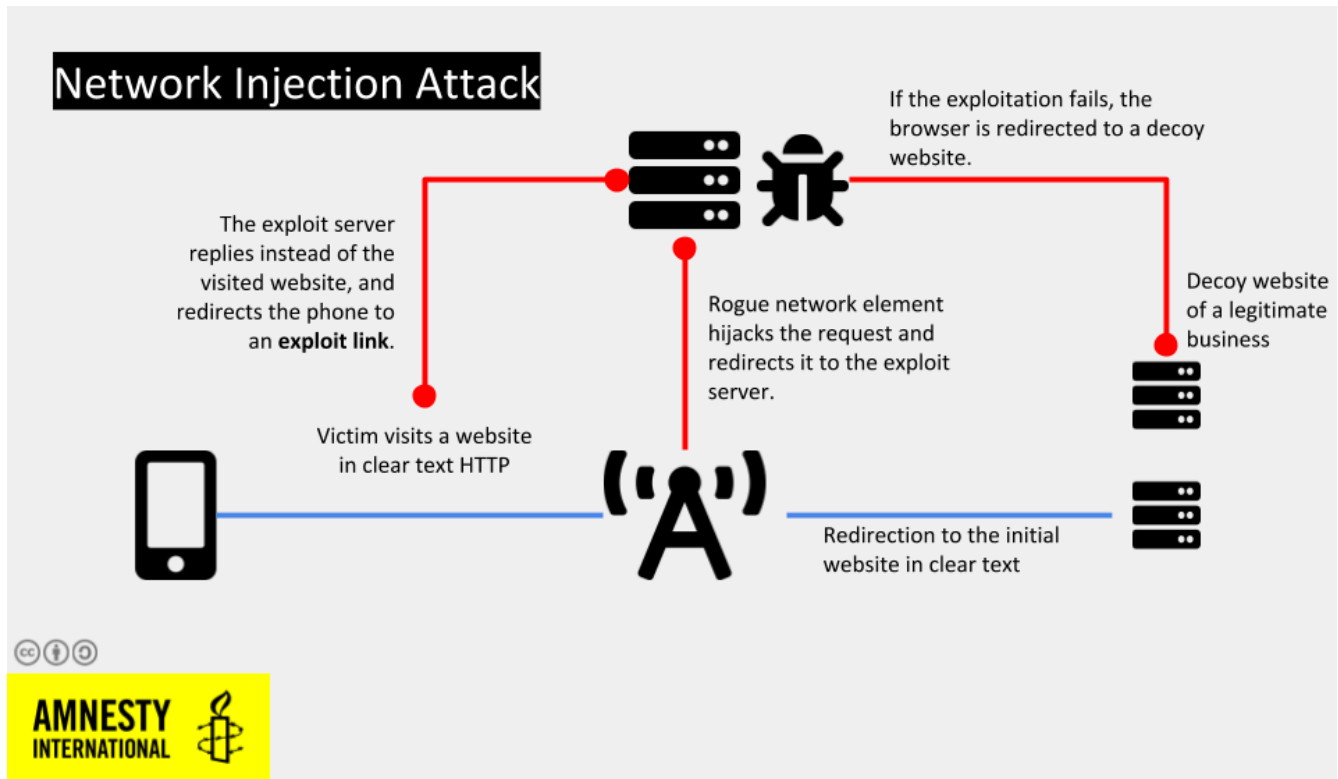 Network Injection Attack
If the exploitation fails, the
browser is redirected to a decoy
website.
The exploit server
replies instead of the
visited website, and
redirects the phone to
an exploit link.
Rogue network element
hijacks the request and
redirects it to the exploit
server.
Decoy website
of a legitimate
business
Victim visits a website
in clear text HTTP
Redirection to the initial
website in clear text
cc
AMNESTY
INTERNATIONAL